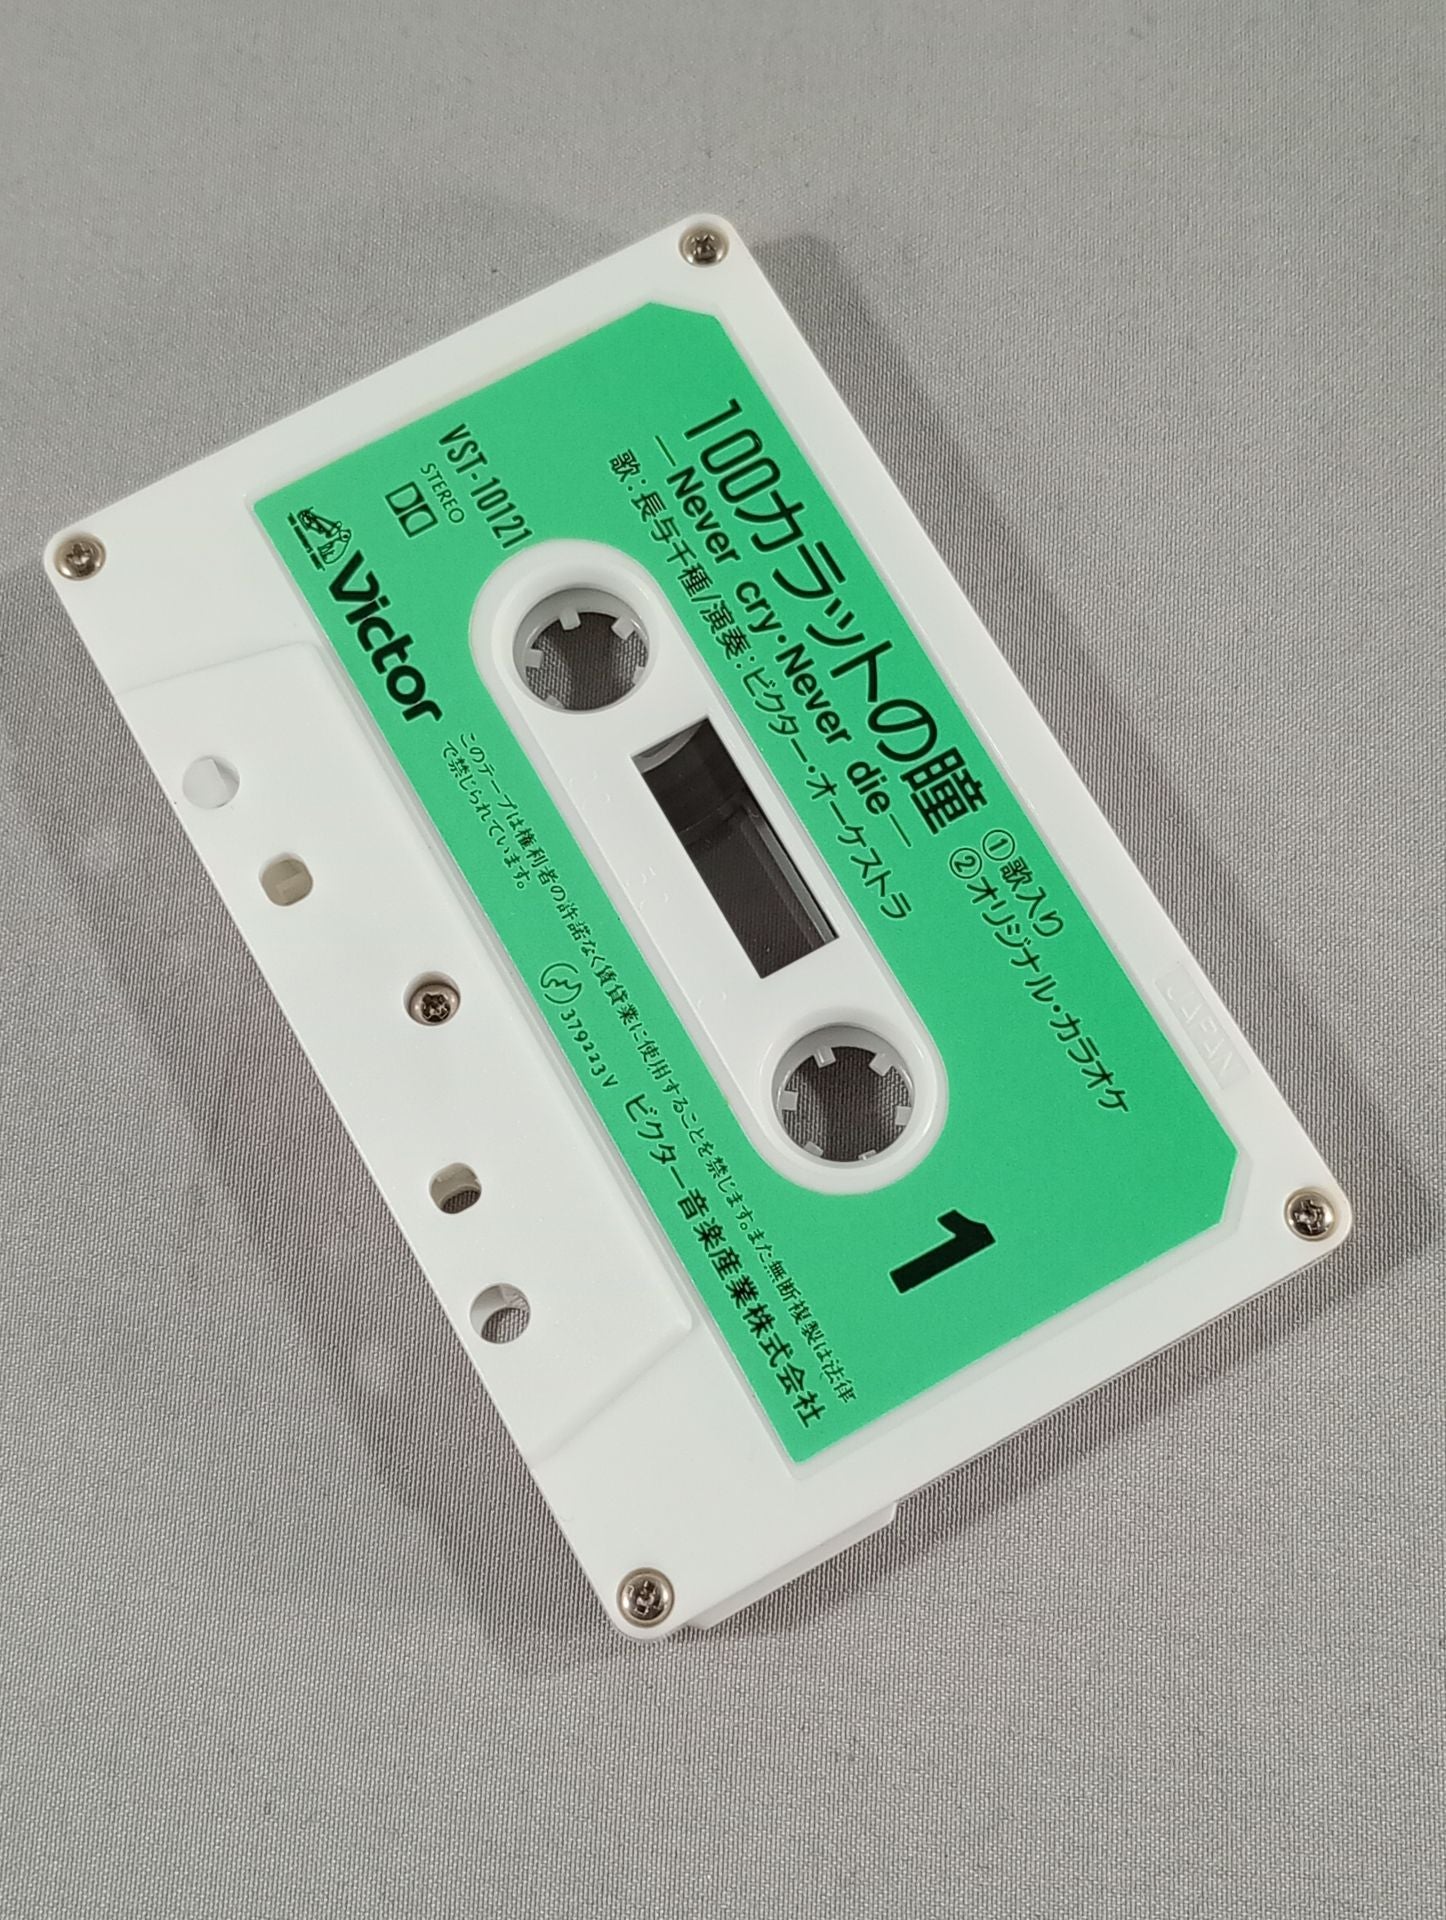 100カラットの瞳
—Never cry・Never die—
歌：長与千種/演奏：ビクター・オーケストラ
①歌入り
②オリジナル・カラオケ
VST-10121
STEREO
1
Victor
このテープは権利者の許諾なく賃貸業に使用することを禁じます。また無断複製は法律
で禁じられています。
379223V ビクター音楽産業株式会社
JAPAN